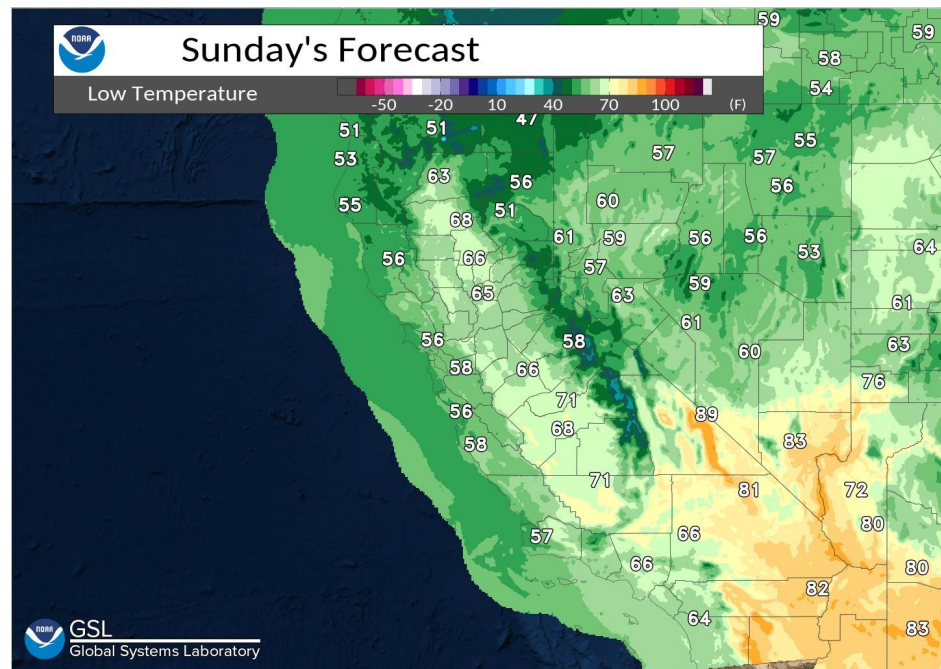 NOAA
Sunday's Forecast
Low Temperature
-50 -20 10 40 70 100 (F)
59
59
58
54
51 51 47
55
53 57 57
63 56 56
55 51 60
68
61 59 56 56 53 64
56 66 57
65 63 59 61
61
56 58 60 63
58 66 76
56 71 89
58 68 83
71 81 72
57 66 80
66 80
82
64 83
NOAA GSL
Global Systems Laboratory